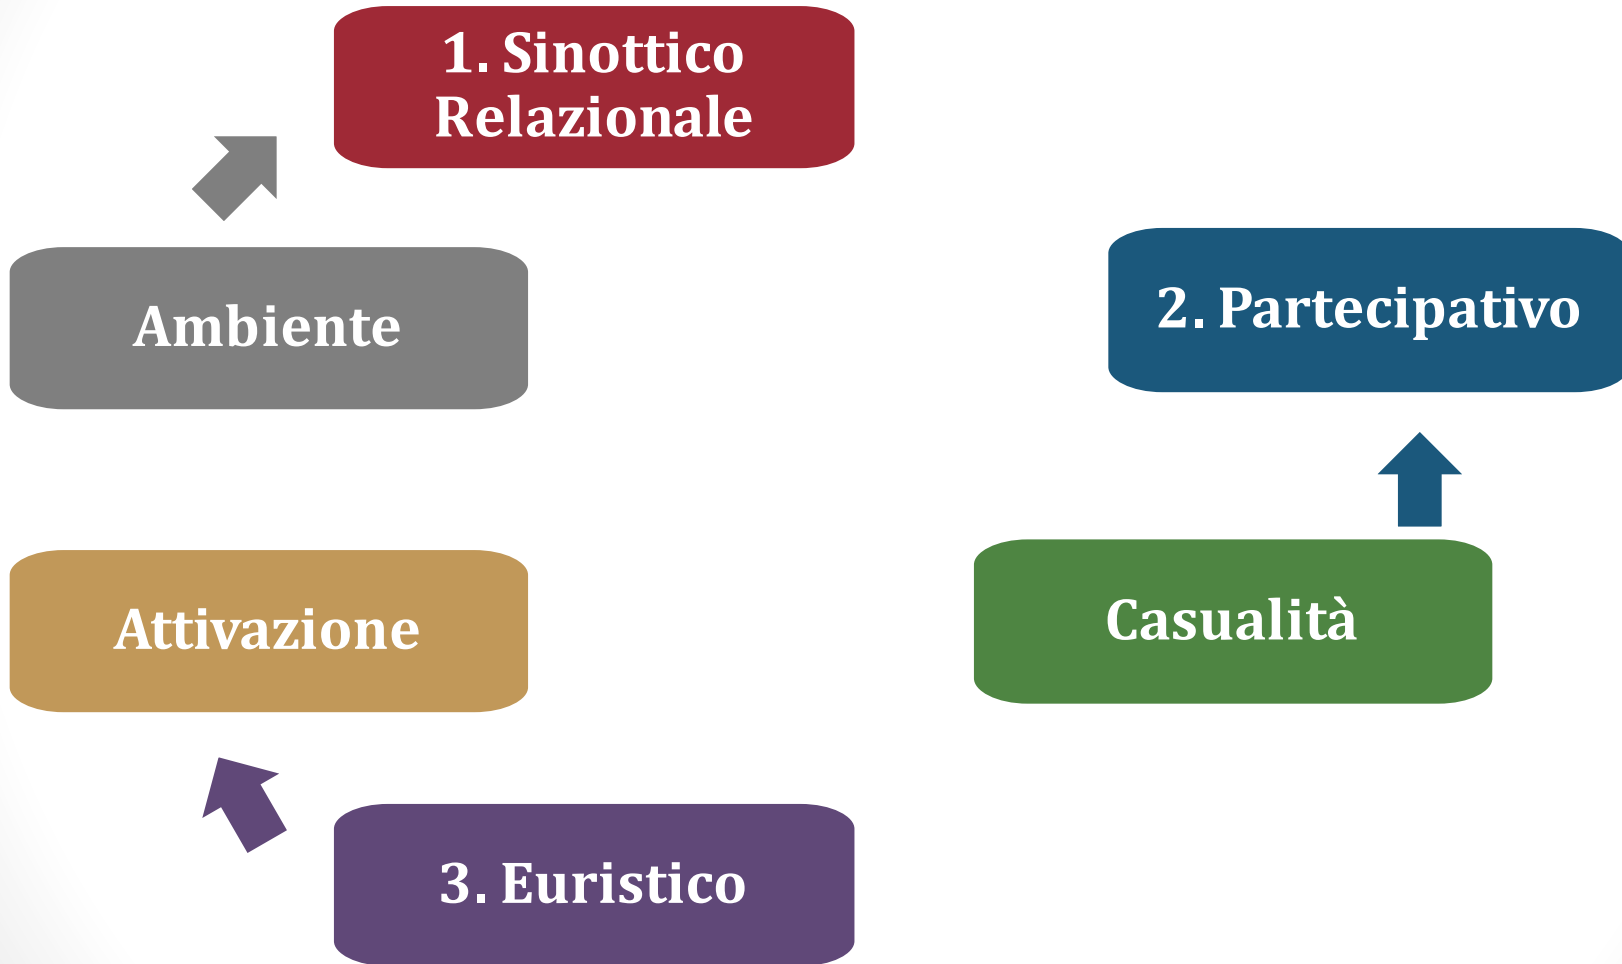 1. Sinottico
Relazionale
Ambiente
2. Partecipativo
Attivazione
Casualità
3. Euristico